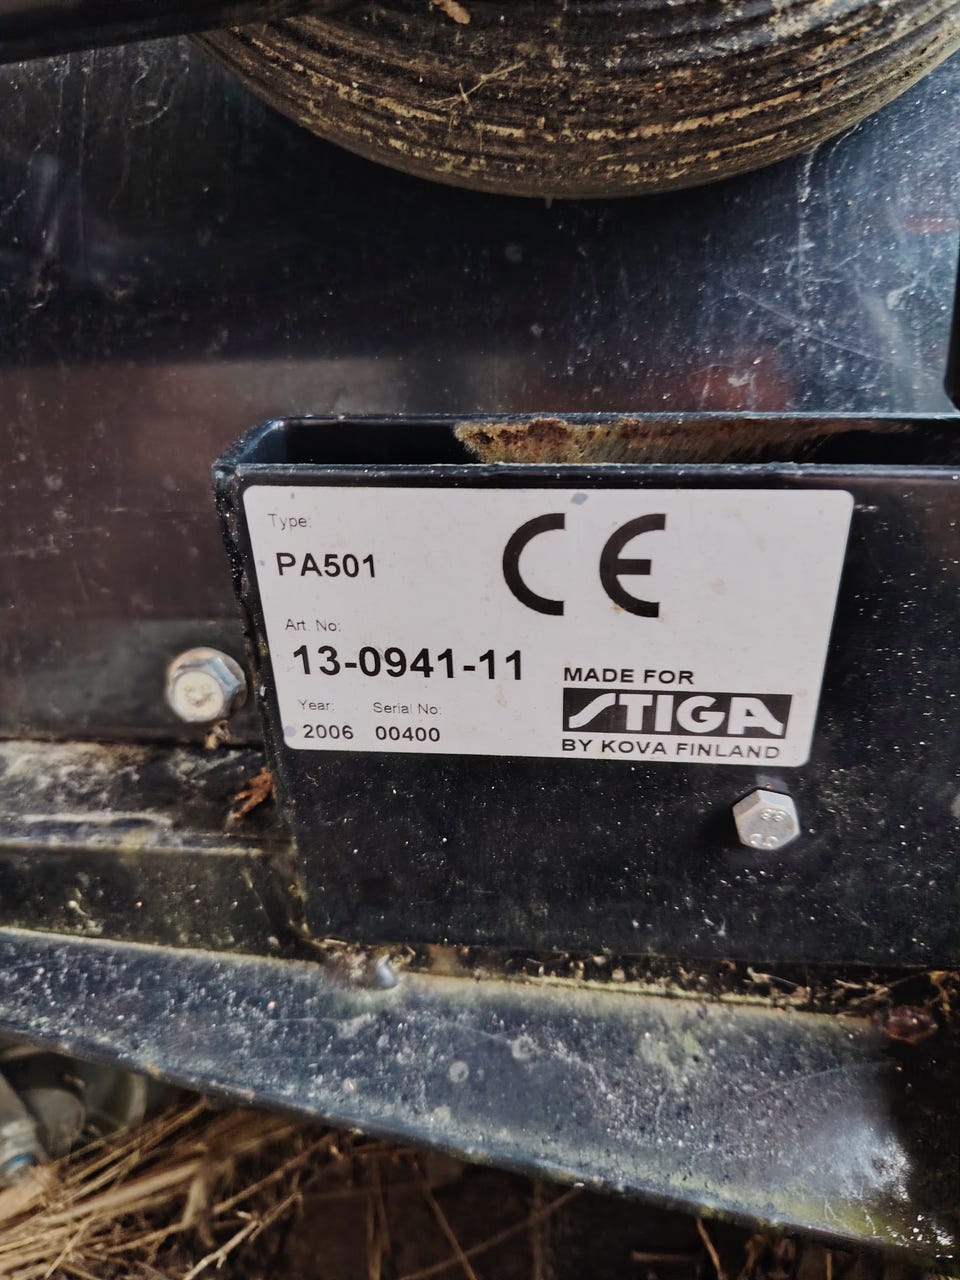 Type:
PA501
CE
Art. No:
13-0941-11
Year: Serial No:
2006 00400
MADE FOR
STIGA
BY KOVA FINLAND